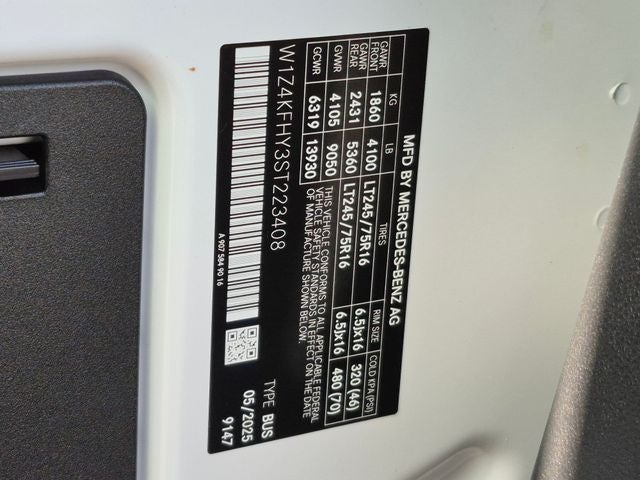 MFD BY MERCEDES-BENZ AG
KG LB TIRES RIM SIZE COLD KPA (PSI)
GAWR FRONT 1860 4100 LT245/75R16 6.5Jx16 320 (46)
GAWR REAR 2431 5360 LT245/75R16 6.5Jx16 480 (70)
GVWR 4105 9050
GCWR 6319 13930
THIS VEHICLE CONFORMS TO ALL APPLICABLE FEDERAL
VEHICLE SAFETY STANDARDS IN EFFECT ON THE DATE
OF MANUFACTURE SHOWN BELOW.
W1Z4KFHY3ST223408
TYPE BUS
05/2025
9147
A 907 584 90 16